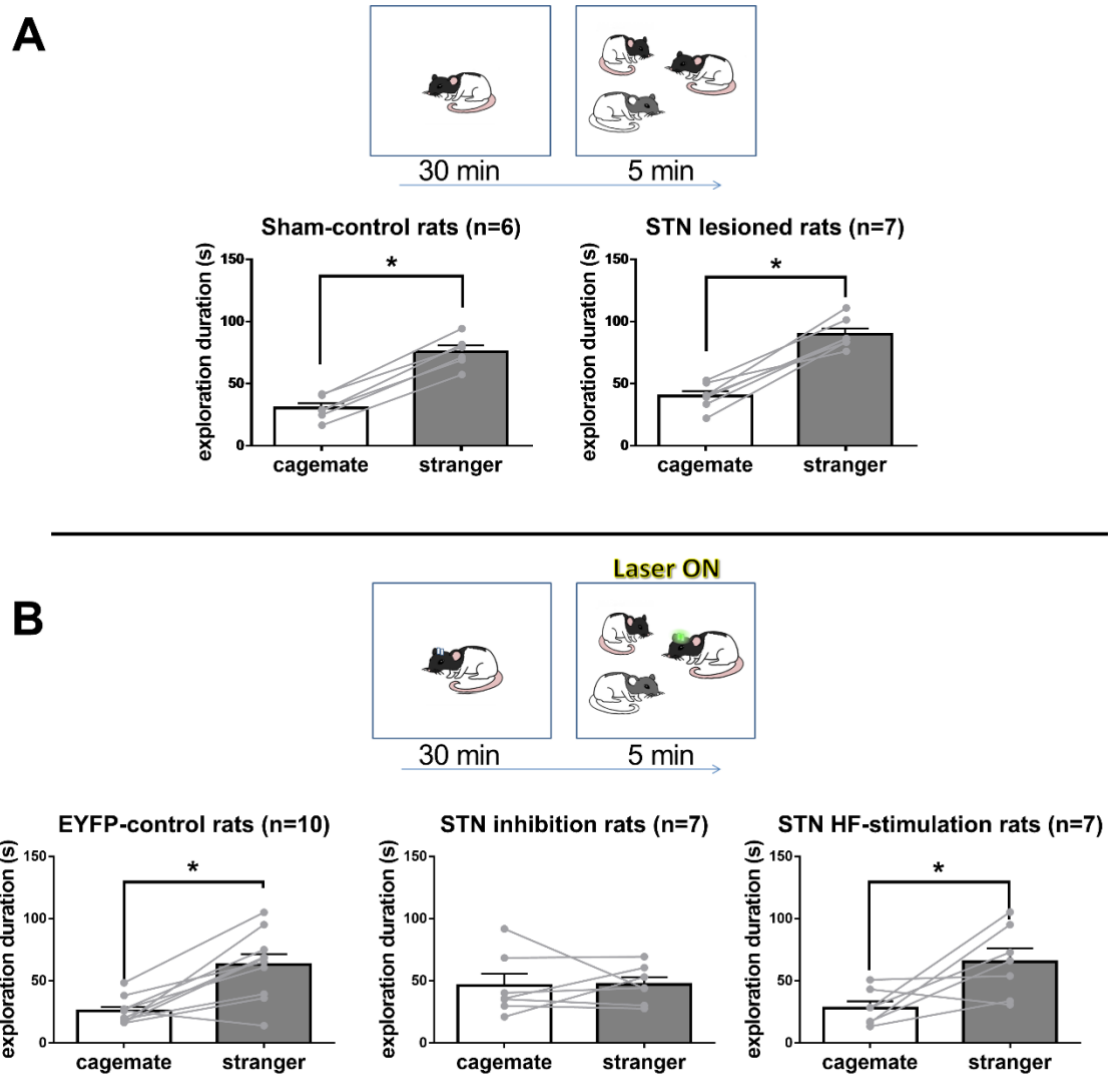 A
30 min 5 min
Sham-control rats (n=6)
exploration duration (s)
150
100
50
0
*
cagemate stranger
STN lesioned rats (n=7)
exploration duration (s)
150
100
50
0
*
cagemate stranger
B
Laser ON
30 min 5 min
EYFP-control rats (n=10)
exploration duration (s)
150
100
50
0
*
cagemate stranger
STN inhibition rats (n=7)
exploration duration (s)
150
100
50
0
cagemate stranger
STN HF-stimulation rats (n=7)
exploration duration (s)
150
100
50
0
*
cagemate stranger